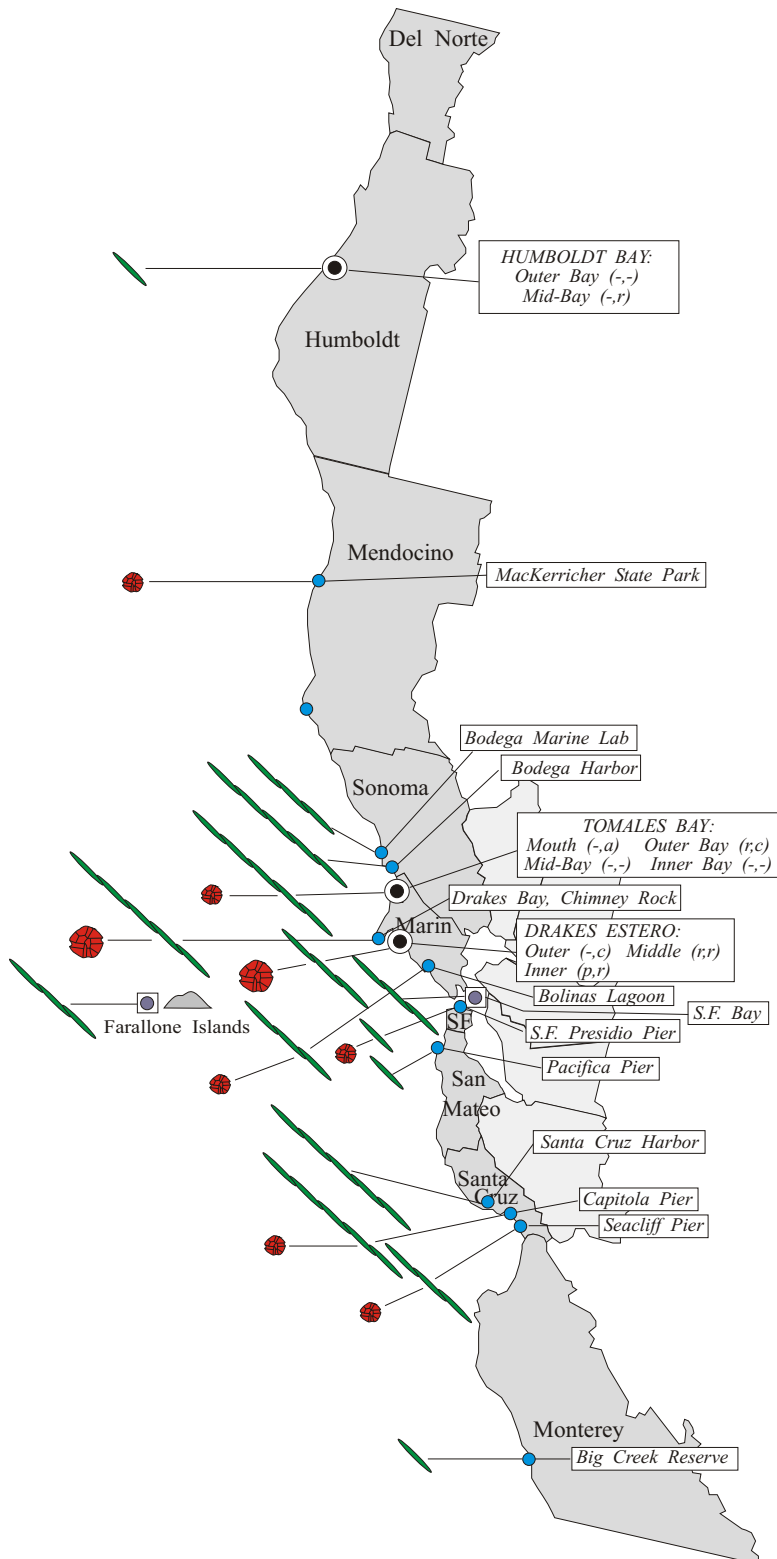 Del Norte
HUMBOLDT BAY:
Outer Bay (-,-)
Mid-Bay (-,r)
Humboldt
Mendocino
MacKerricher State Park
Bodega Marine Lab
Bodega Harbor
Sonoma
TOMALES BAY:
Mouth (-,a) Outer Bay (r,c)
Mid-Bay (-,-) Inner Bay (-,-)
Drakes Bay, Chimney Rock
Marin
DRAKES ESTERO:
Outer (-,c) Middle (r,r)
Inner (p,r)
Bolinas Lagoon
S.F. Bay
Farallone Islands
SF
S.F. Presidio Pier
Pacifica Pier
San
Mateo
Santa Cruz Harbor
Santa
Cruz
Capitola Pier
Seacliff Pier
Monterey
Big Creek Reserve